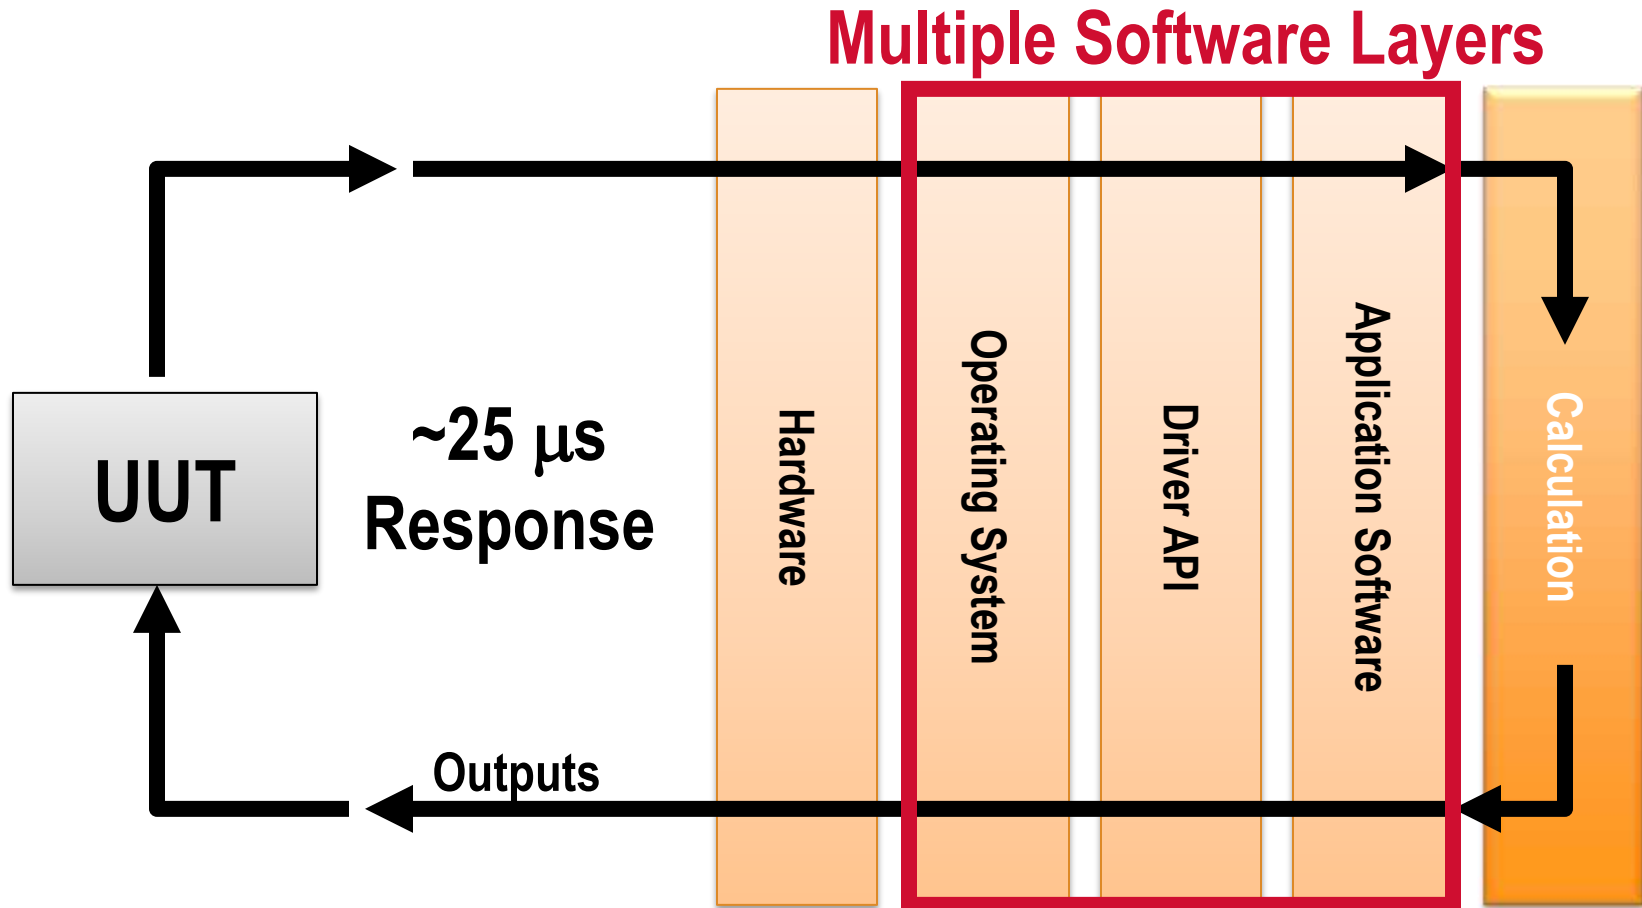 Multiple Software Layers
UUT
~25 μs
Response
Outputs
Hardware
Operating System
Driver API
Application Software
Calculation